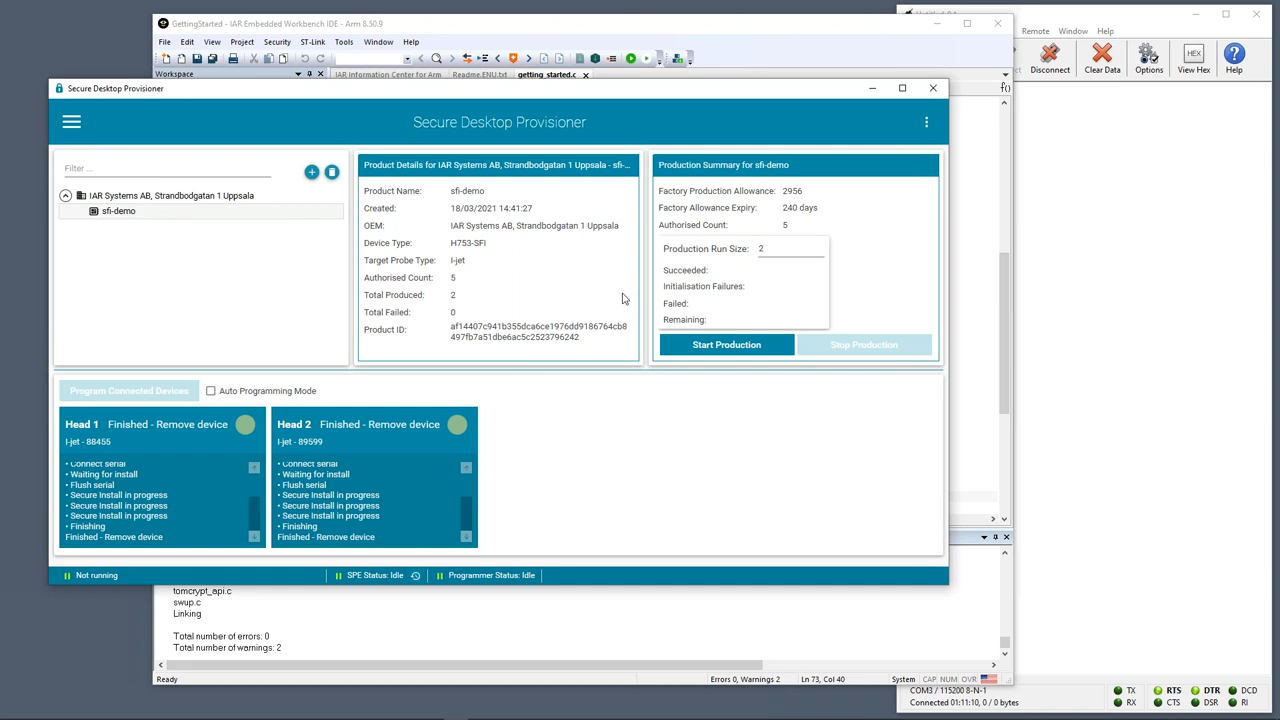 GettingStarted - IAR Embedded Workbench IDE - Arm 8.50.9
File Edit View Project Security ST-Link Tools Window Help
Remote Window Help
Disconnect Clear Data Options View Hex Help
HEX
Workspace
IAR Information Center for Arm Readme.ENU.txt getting_started.c
f()
Secure Desktop Provisioner
Secure Desktop Provisioner
Filter ...
IAR Systems AB, Strandbodgatan 1 Uppsala
sfi-demo
Product Details for IAR Systems AB, Strandbodgatan 1 Uppsala - sfi-...
Product Name: sfi-demo
Created: 18/03/2021 14:41:27
OEM: IAR Systems AB, Strandbodgatan 1 Uppsala
Device Type: H753-SFI
Target Probe Type: I-jet
Authorised Count: 5
Total Produced: 2
Total Failed: 0
Product ID: af14407c941b355dca6ce1976dd9186764cb8
497fb7a51dbe6ac5c2523796242
Production Summary for sfi-demo
Factory Production Allowance: 2956
Factory Allowance Expiry: 240 days
Authorised Count: 5
Production Run Size: 2
Succeeded:
Initialisation Failures:
Failed:
Remaining:
Start Production Stop Production
Program Connected Devices Auto Programming Mode
Head 1 Finished - Remove device
I-jet - 88455
• Connect serial
• Waiting for install
• Flush serial
• Secure Install in progress
• Secure Install in progress
• Secure Install in progress
• Finishing
Finished - Remove device
Head 2 Finished - Remove device
I-jet - 89599
• Connect serial
• Waiting for install
• Flush serial
• Secure Install in progress
• Secure Install in progress
• Secure Install in progress
• Finishing
Finished - Remove device
Not running SPE Status: Idle Programmer Status: Idle
tomcrypt_api.c
swup.c
Linking
Total number of errors: 0
Total number of warnings: 2
Ready Errors 0, Warnings 2 Ln 73, Col 40 System CAP NUM OVR
COM3 / 115200 8-N-1
Connected 01:11:10, 0 / 0 bytes
TX RTS DTR DCD
RX CTS DSR RI